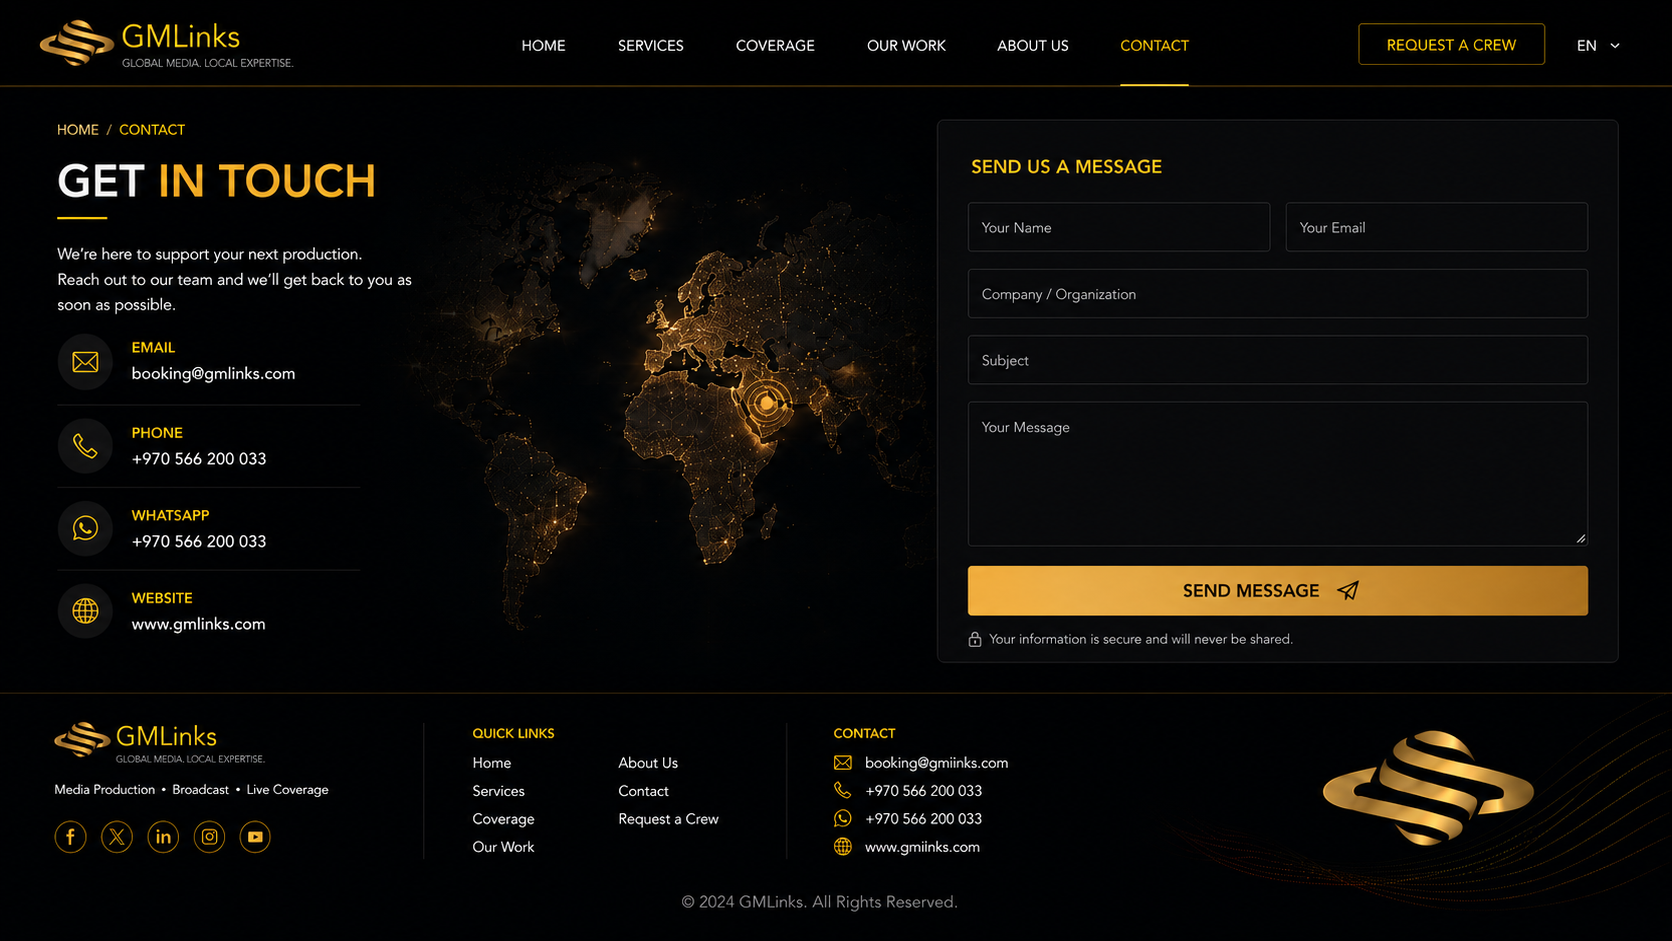 GMLinks
GLOBAL MEDIA. LOCAL EXPERTISE.
HOME
SERVICES
COVERAGE
OUR WORK
ABOUT US
CONTACT
REQUEST A CREW
EN
HOME / CONTACT
GET IN TOUCH
We're here to support your next production.
Reach out to our team and we'll get back to you as
soon as possible.
EMAIL
booking@gmlinks.com
PHONE
+970 566 200 033
WHATSAPP
+970 566 200 033
WEBSITE
www.gmlinks.com
SEND US A MESSAGE
Your Name
Your Email
Company / Organization
Subject
Your Message
SEND MESSAGE
Your information is secure and will never be shared.
GMLinks
GLOBAL MEDIA. LOCAL EXPERTISE.
Media Production • Broadcast • Live Coverage
QUICK LINKS
Home
Services
Coverage
Our Work
About Us
Contact
Request a Crew
CONTACT
booking@gmiinks.com
+970 566 200 033
+970 566 200 033
www.gmiinks.com
© 2024 GMLinks. All Rights Reserved.